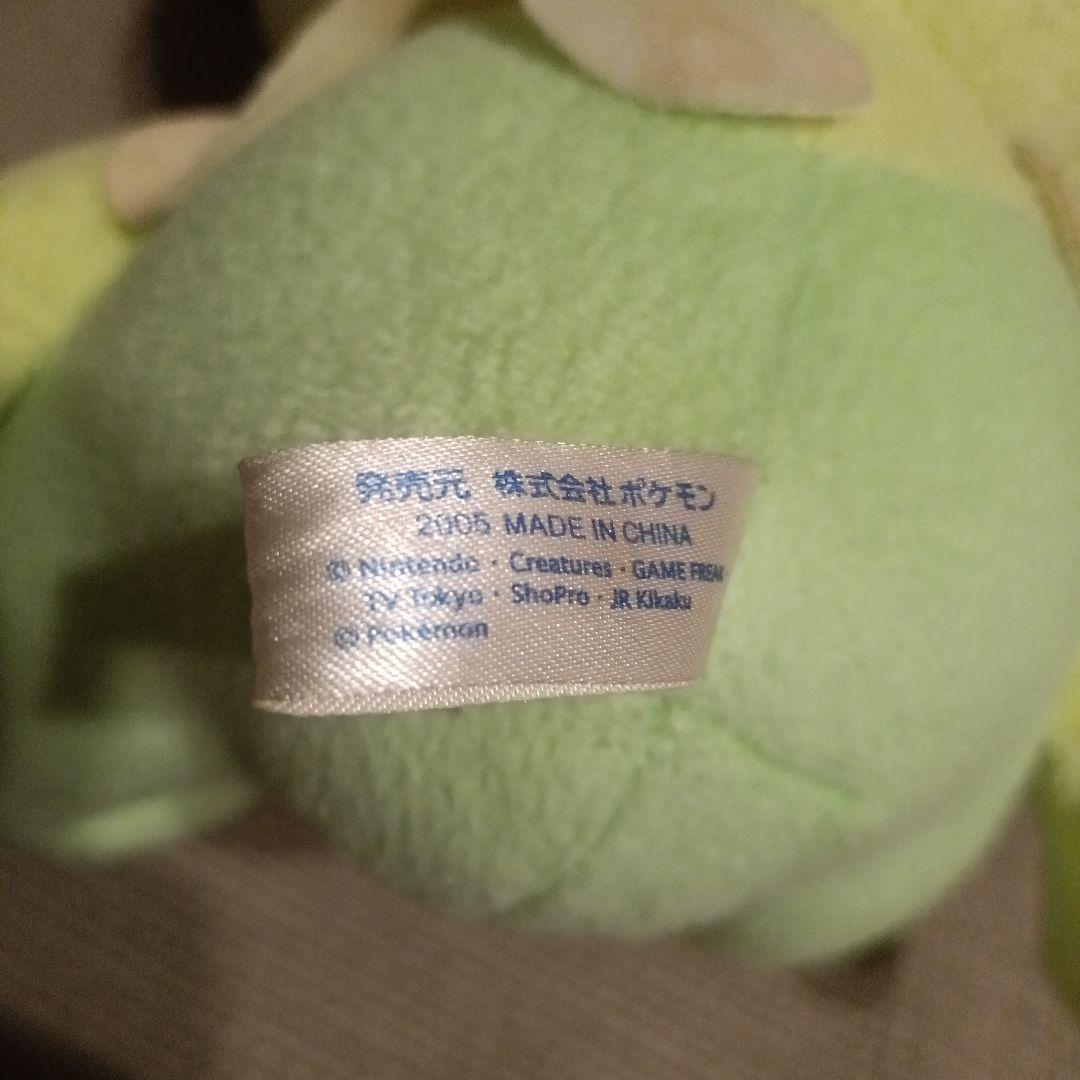 発売元 株式会社ポケモン
2005 MADE IN CHINA
© Nintendo・Creatures・GAME FREAK
TV Tokyo・ShoPro・JR Kikaku
© Pokémon